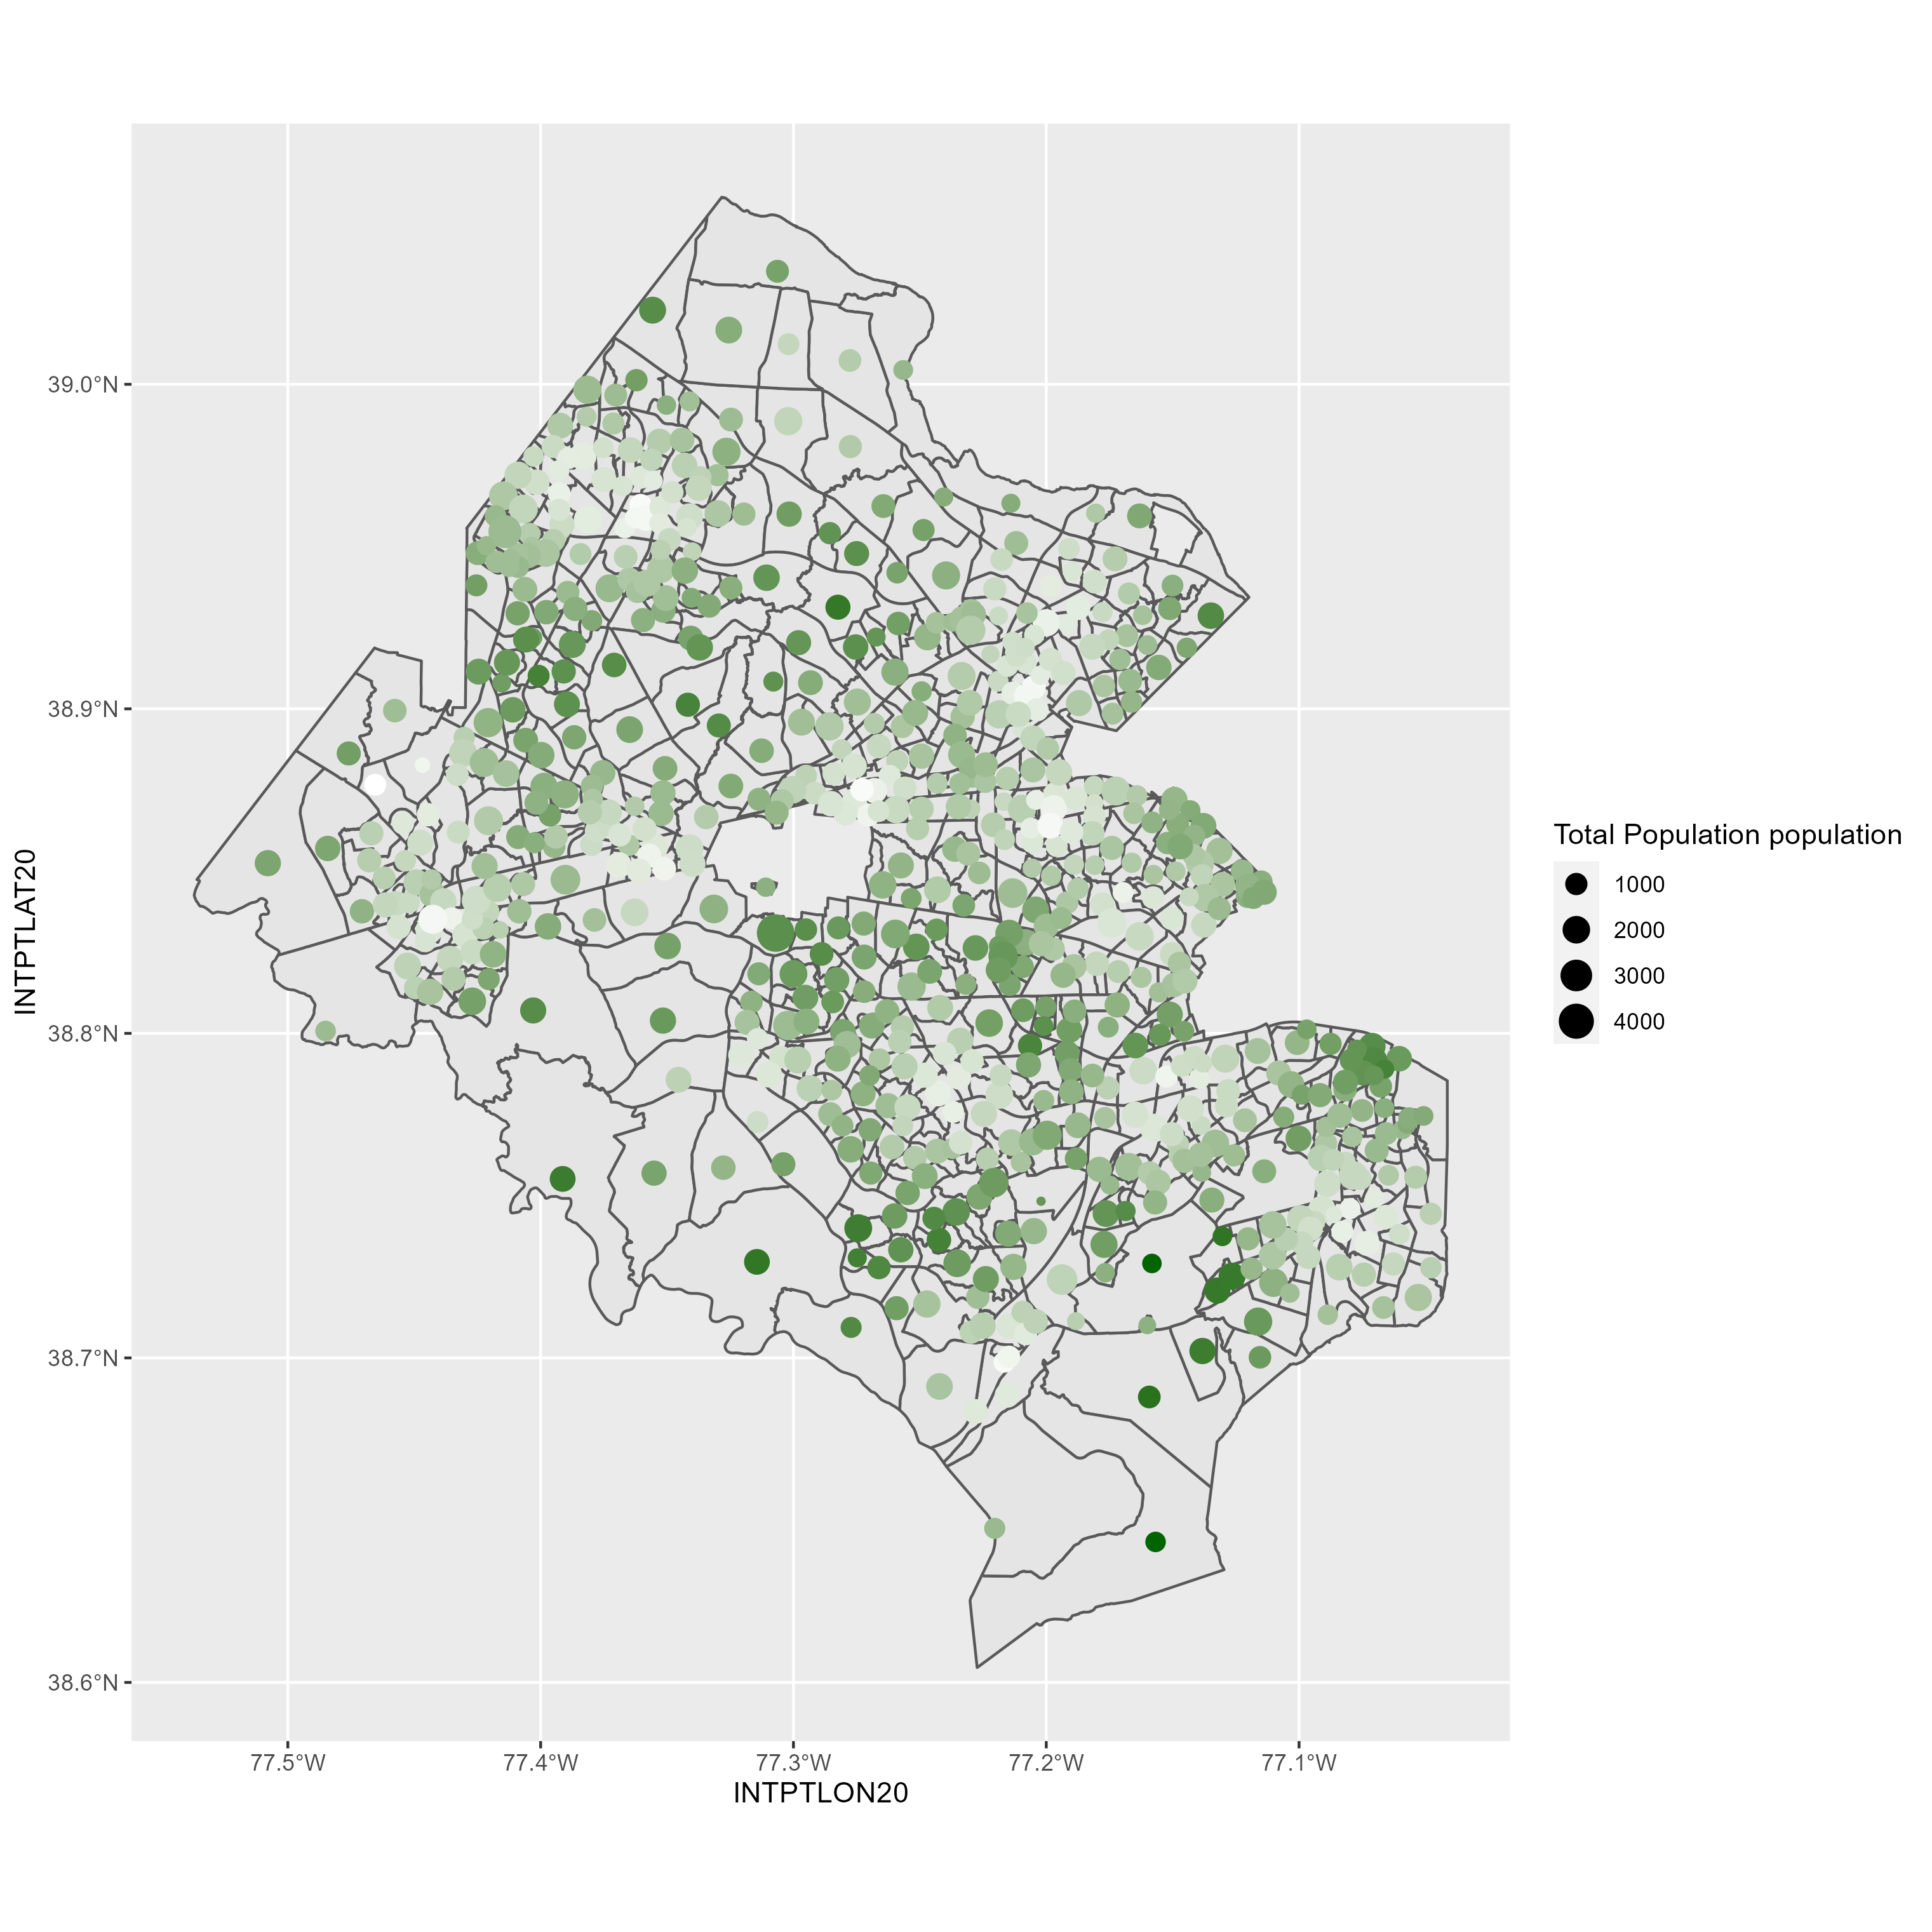 39.0°N
38.9°N
38.8°N
38.7°N
38.6°N
INTPTLAT20
77.5°W
77.4°W
77.3°W
77.2°W
77.1°W
INTPTLON20
Total Population population
1000
2000
3000
4000